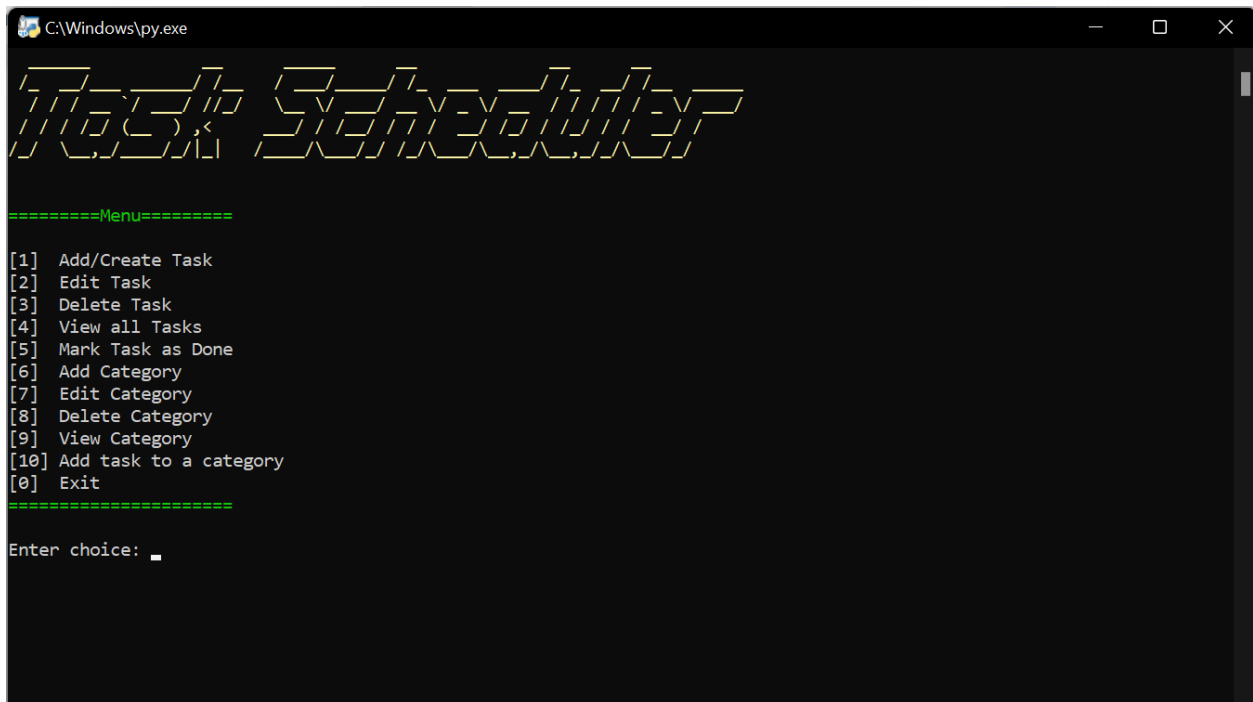 C:\Windows\py.exe
Task Scheduler
=========Menu=========
[1]  Add/Create Task
[2]  Edit Task
[3]  Delete Task
[4]  View all Tasks
[5]  Mark Task as Done
[6]  Add Category
[7]  Edit Category
[8]  Delete Category
[9]  View Category
[10] Add task to a category
[0]  Exit
======================
Enter choice: